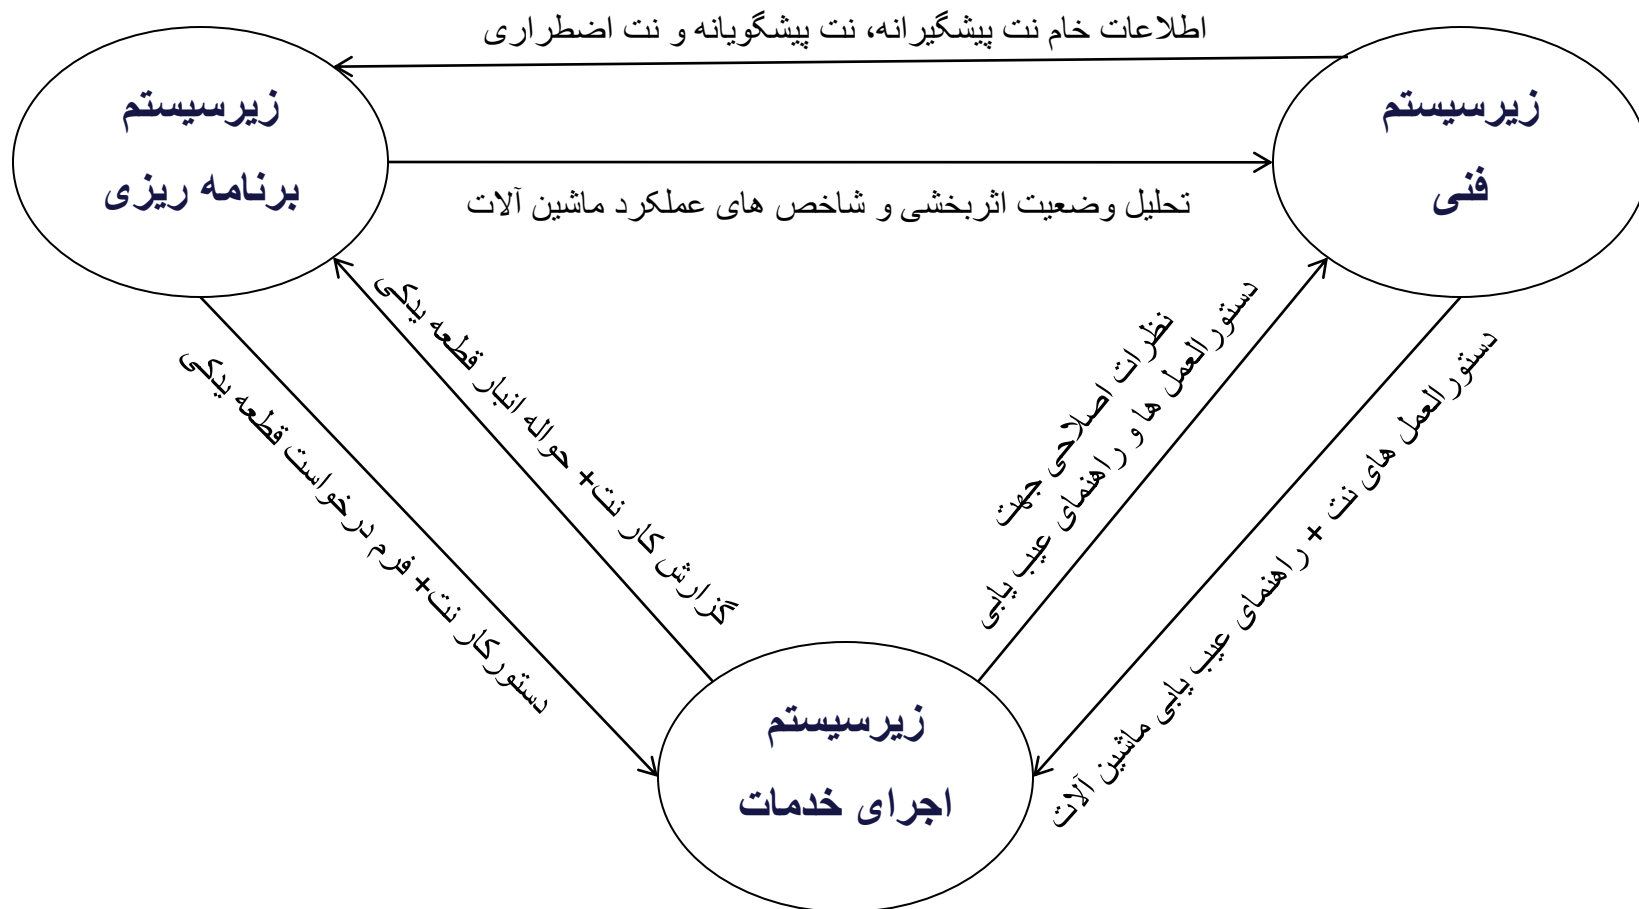 اطلاعات خام نت پیشگیرانه، نت پیشگویانه و نت اضطراری
زیرسیستم
فنی
زیرسیستم
برنامه ریزی
تحلیل وضعیت اثربخشی و شاخص های عملکرد ماشین آلات
نظرات اصلاحی جهت
دستورالعمل ها و راهنمای عیب یابی
دستورالعمل های نت + راهنمای عیب یابی ماشین آلات
گزارش کار نت+ حواله انبار قطعه یدکی
دستورکار نت+ فرم درخواست قطعه یدکی
زیرسیستم
اجرای خدمات